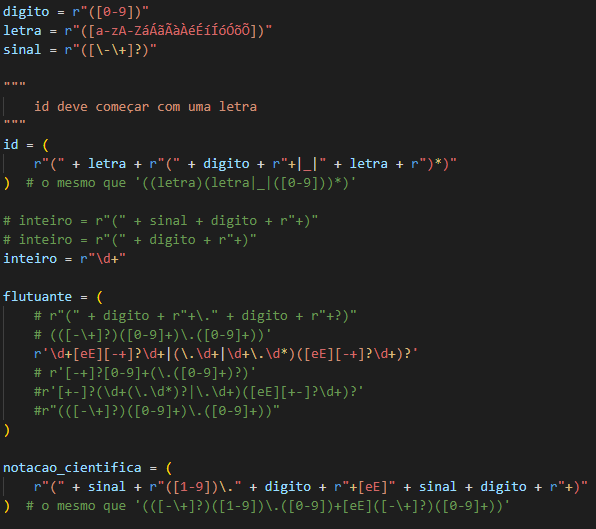 digito = r"([0-9])"
letra = r"([a-zA-ZáÁãÃàÀéÉíÍóÓõÕ])"
sinal = r"([\-\+]?)"
"""
    id deve começar com uma letra
"""
id = (
    r"(" + letra + r"(" + digito + r"+|_|" + letra + r")*)"
)  # o mesmo que '((letra)(letra|_|([0-9]))*)'
# inteiro = r"(" + sinal + digito + r"+)"
# inteiro = r"(" + digito + r"+)"
inteiro = r"\d+"
flutuante = (
    # r"(" + digito + r"+\." + digito + r"+?)"
    # (([-\+]?)([0-9]+)\.([0-9]+))'
    r'\d+[eE][-+]?\d+|(\.\d+|\d+\.\d*)([eE][-+]?\d+)?'
    # r'[-+]?[0-9]+(\.([0-9]+)?)'
    #r'[+-]?(\d+(\.\d*)?|\.\d+)([eE][+-]?\d+)?'
    #r"(([-\+]?)([0-9]+)\.([0-9]+))"
)
notacao_cientifica = (
    r"(" + sinal + r"([1-9])\." + digito + r"+[eE]" + sinal + digito + r"+)"
)  # o mesmo que '(([-\+]?)([1-9])\.([0-9])+[eE]([-\+]?)([0-9]+))'